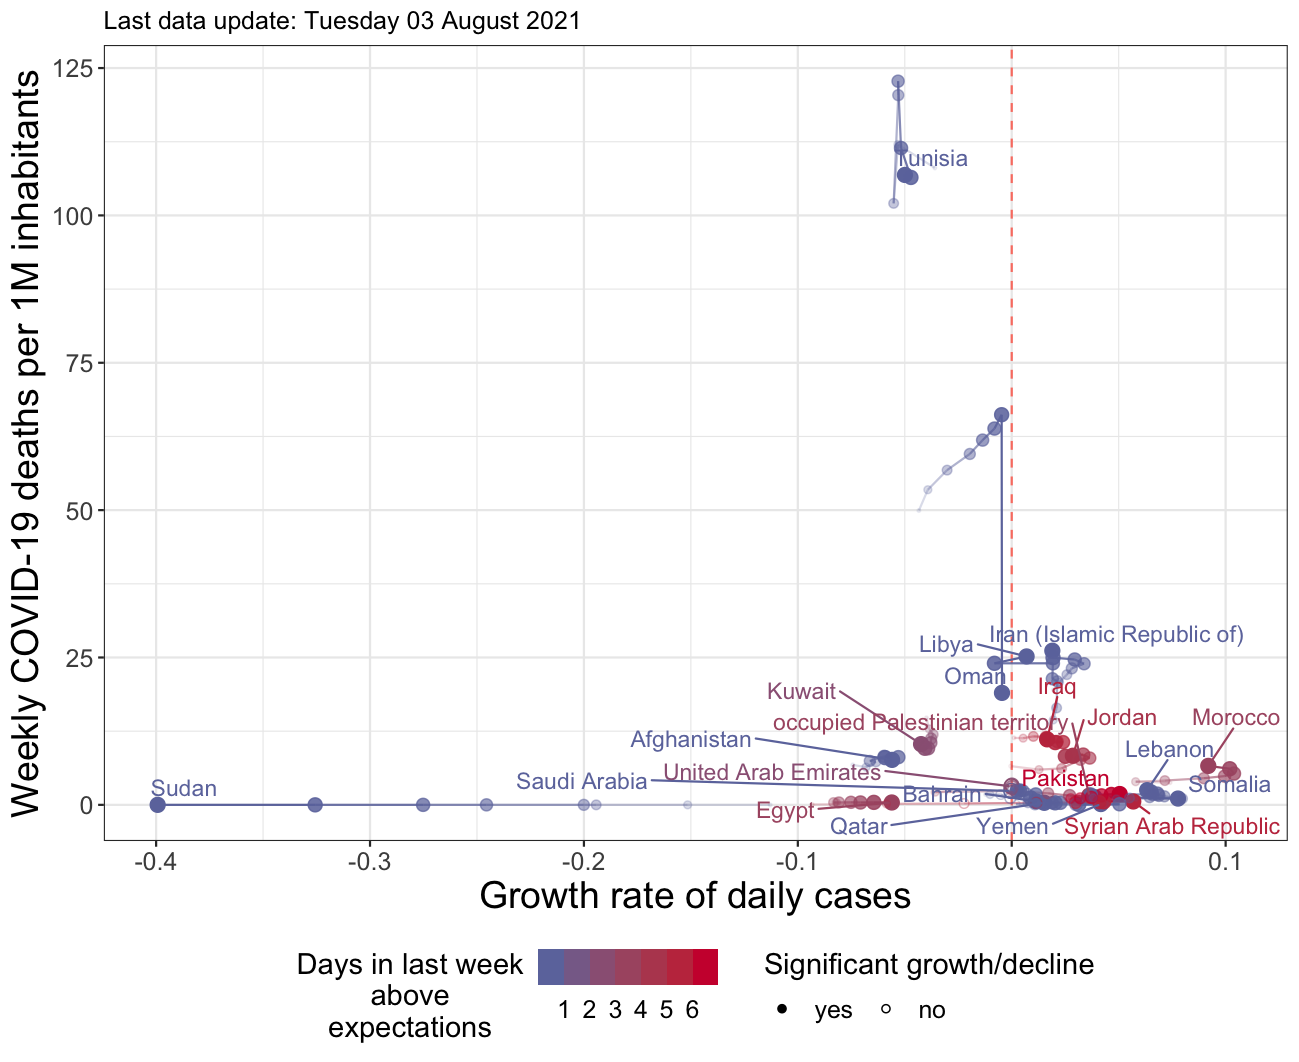 Last data update: Tuesday 03 August 2021
Weekly COVID-19 deaths per 1M inhabitants
125
100
75
50
25
0
Tunisia
Iran (Islamic Republic of)
Libya
Oman
Iraq
Kuwait
occupied Palestinian territory
Jordan
Morocco
Afghanistan
Lebanon
Saudi Arabia
United Arab Emirates
Pakistan
Somalia
Sudan
Bahrain
Egypt
Qatar
Yemen
Syrian Arab Republic
-0.4
-0.3
-0.2
-0.1
0.0
0.1
Growth rate of daily cases
Days in last week
above
expectations
1 2 3 4 5 6
Significant growth/decline
yes
no